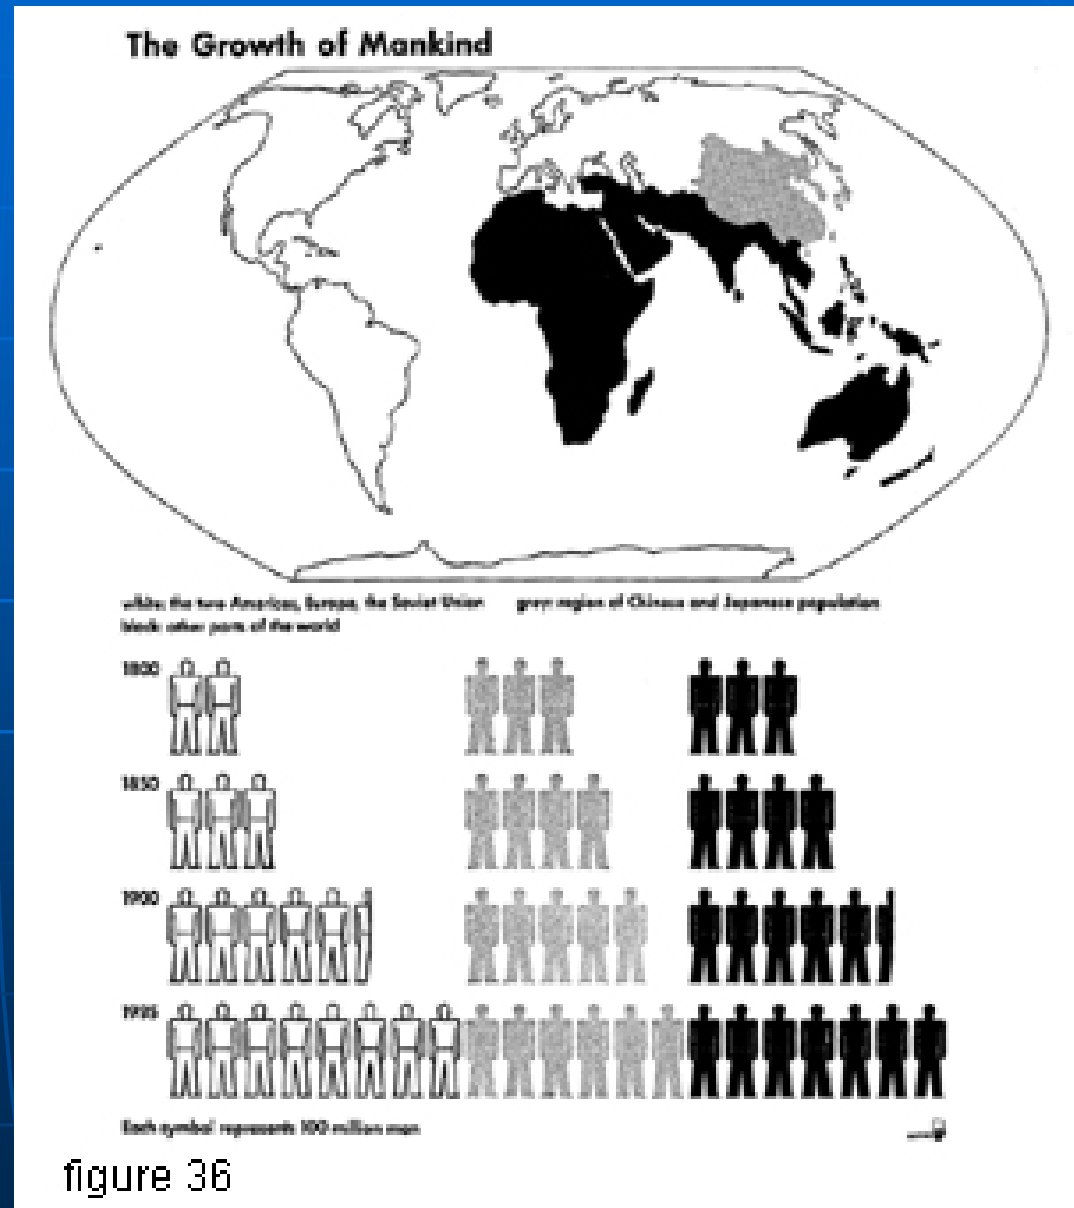 The Growth of Mankind
white: the two Americas, Europe, the Soviet Union grey: region of Chinese and Japanese population
black: other parts of the world
1800
1850
1900
1935
Each symbol represents 100 million men
figure 36